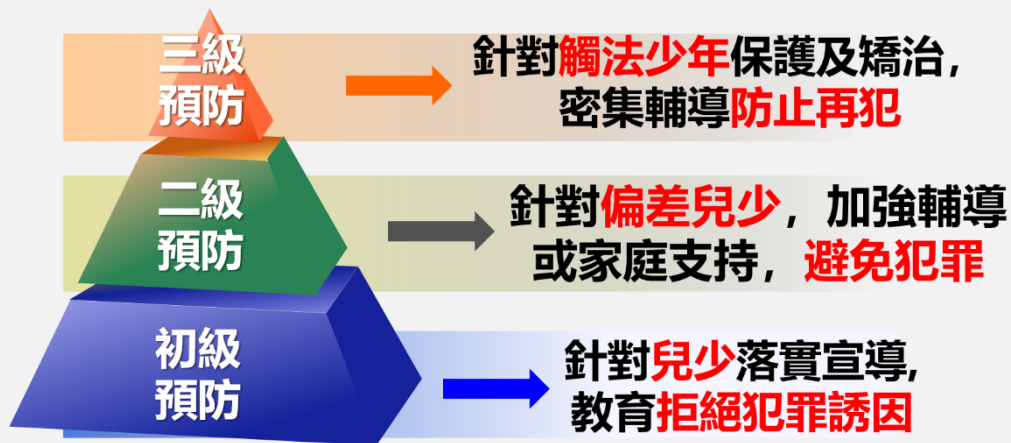 三級
預防
針對觸法少年保護及矯治，
密集輔導防止再犯
二級
預防
針對偏差兒少，加強輔導
或家庭支持，避免犯罪
初級
預防
針對兒少落實宣導,
教育拒絕犯罪誘因